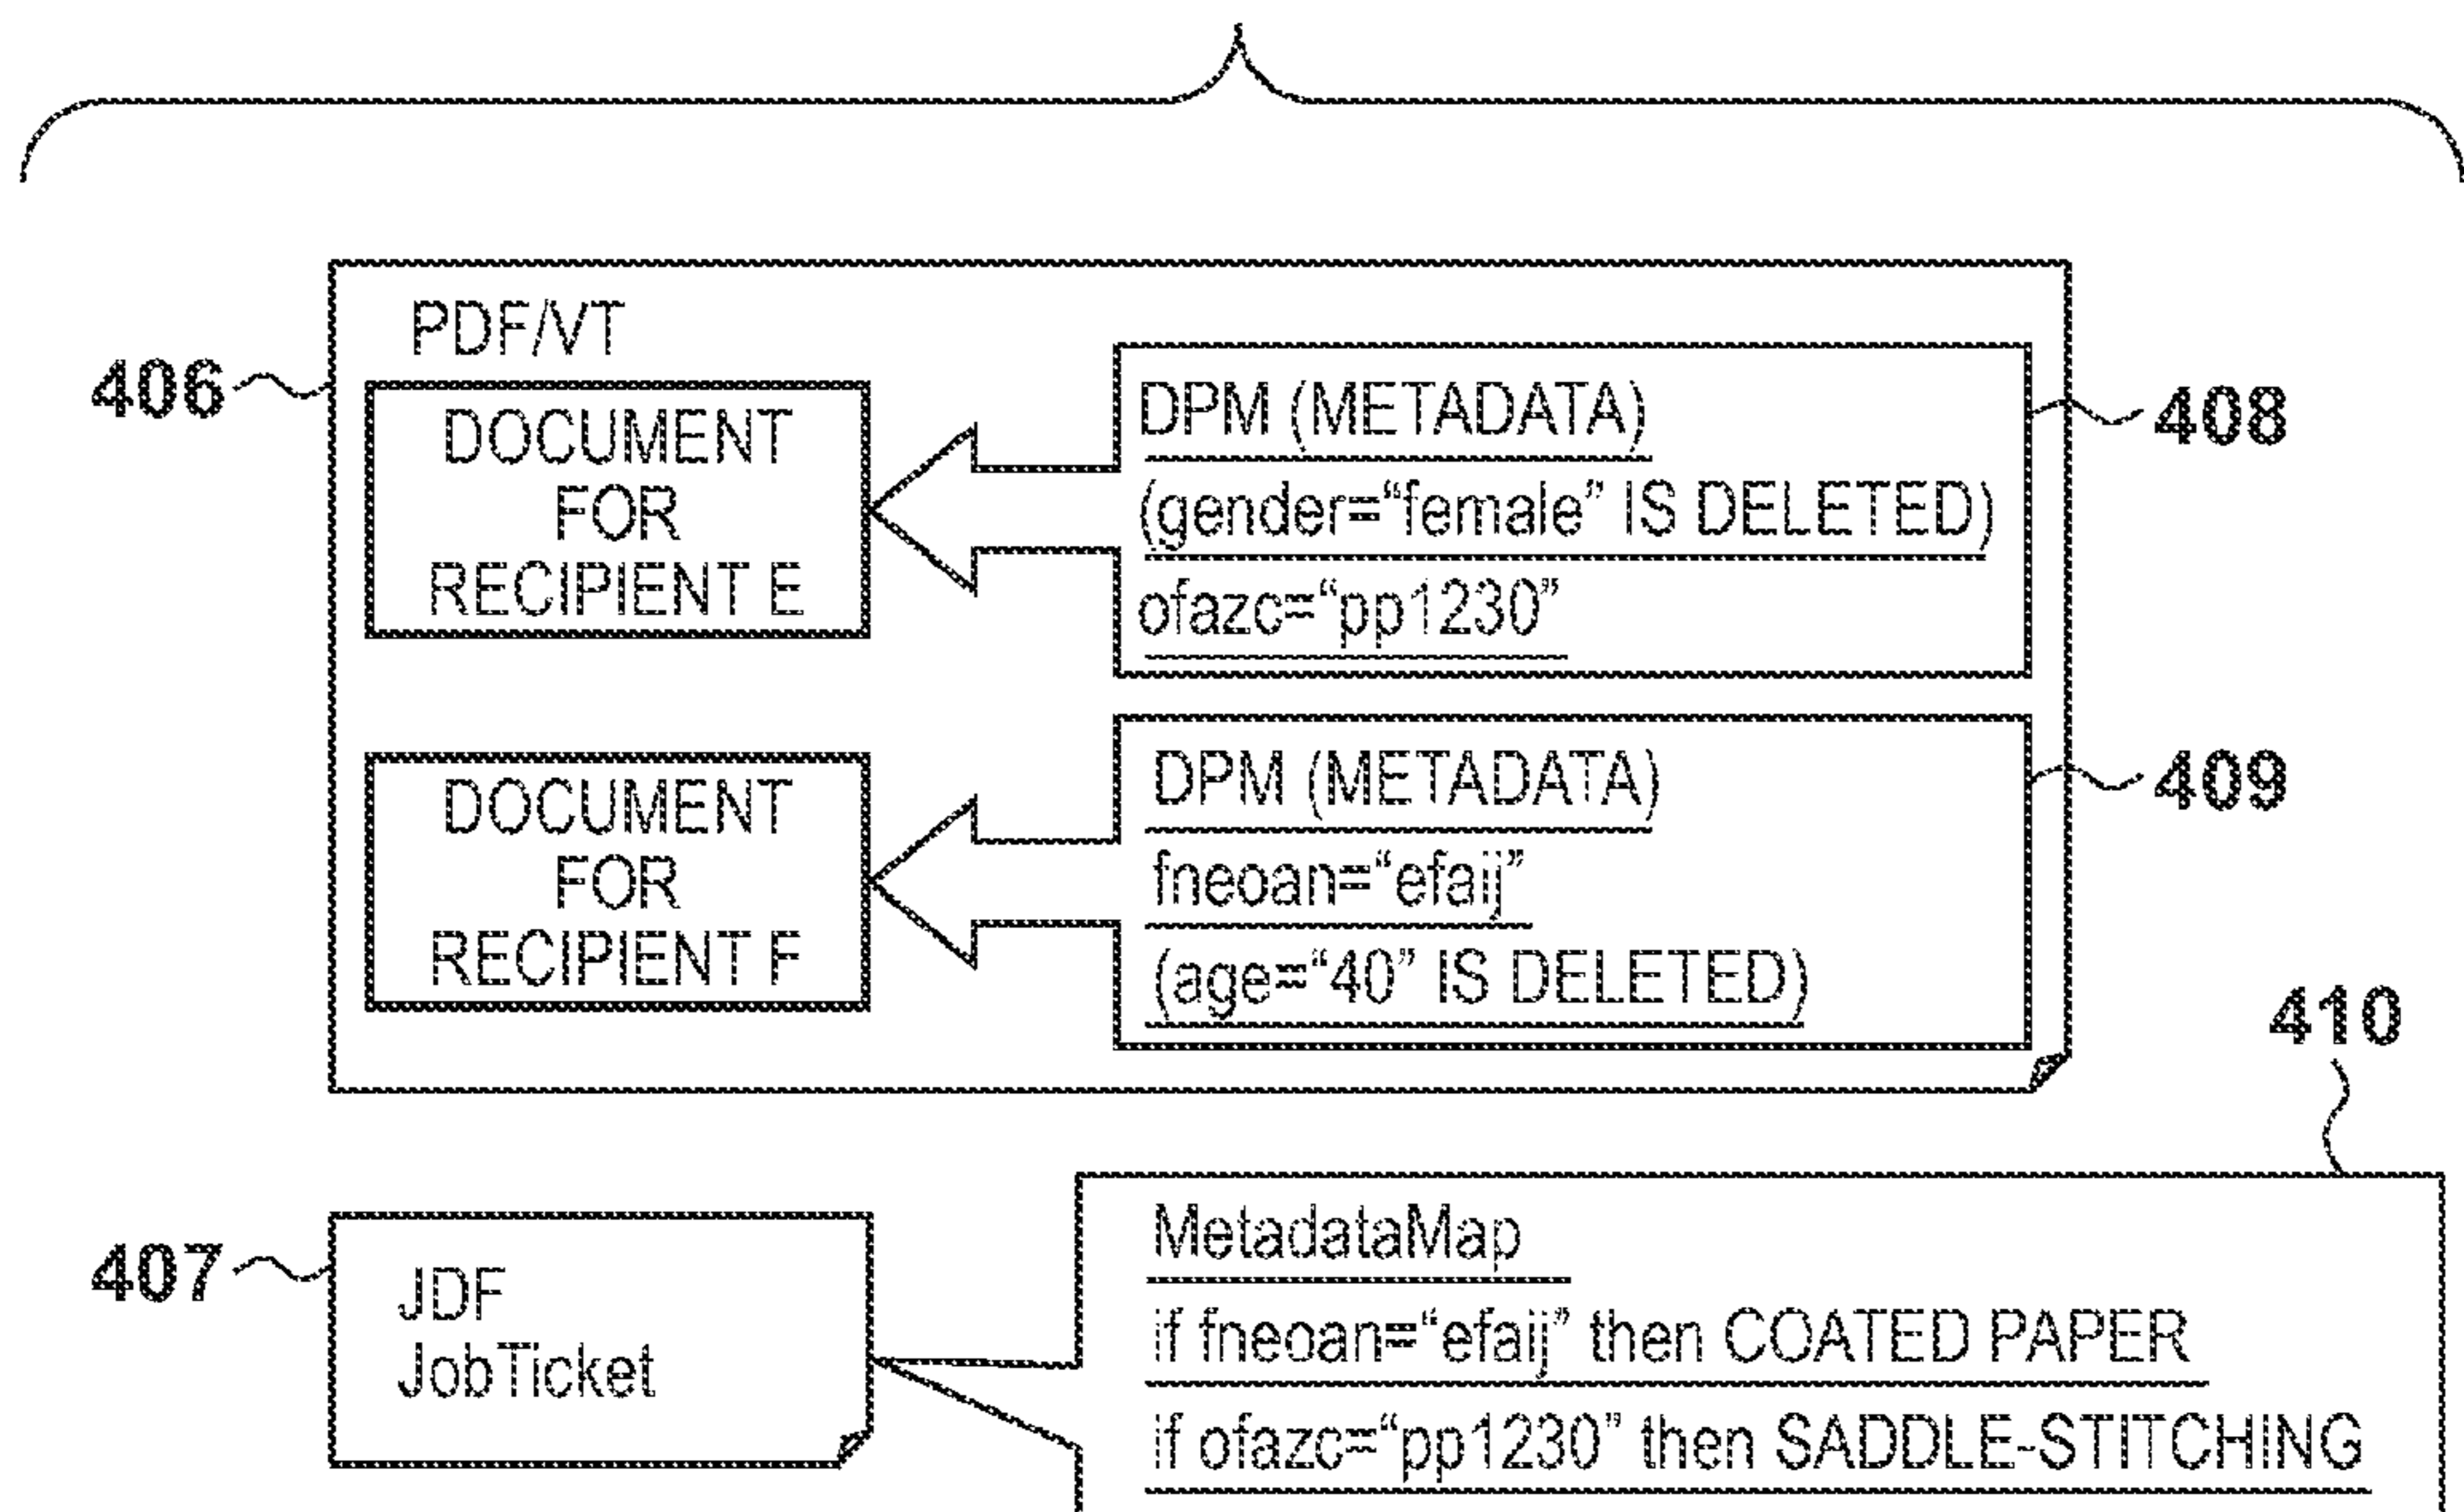 PDF/VT
406
DOCUMENT
FOR
RECIPIENT E
DPM (METADATA)
(gender=“female” IS DELETED)
ofazc=“pp1230”
408
DOCUMENT
FOR
RECIPIENT F
DPM (METADATA)
fneoan=“efaij”
(age=“40” IS DELETED)
409
410
407
JDF
JobTicket
MetadataMap
if fneoan=“efaij” then COATED PAPER
if ofazc=“pp1230” then SADDLE-STITCHING